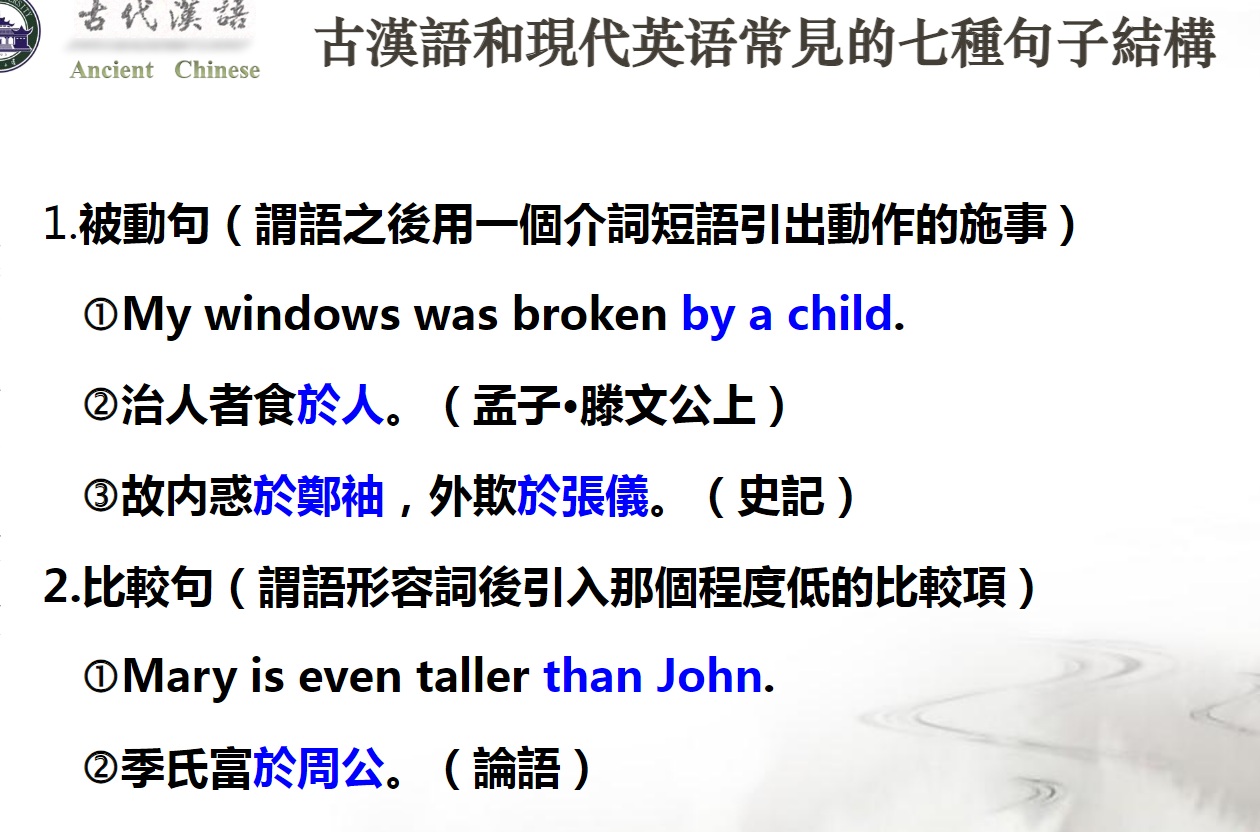 古代漢語
Ancient Chinese
古漢語和現代英语常見的七種句子結構
1.被動句（謂語之後用一個介詞短語引出動作的施事）
①My windows was broken by a child.
②治人者食於人。（孟子•滕文公上）
③故内惑於鄭袖，外欺於張儀。（史記）
2.比較句（謂語形容詞後引入那個程度低的比較項）
①Mary is even taller than John.
②季氏富於周公。（論語）